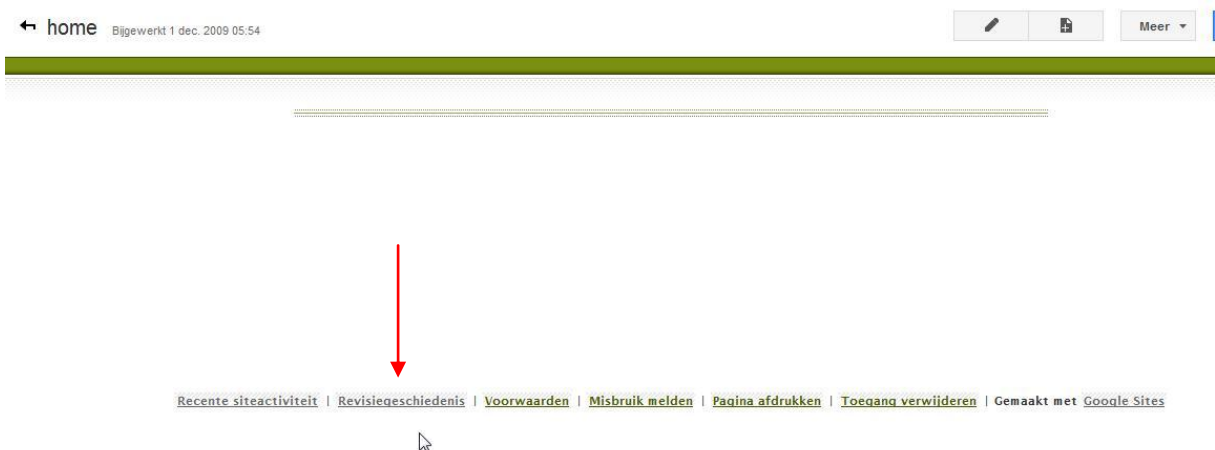 home Bijgewerkt 1 dec. 2009 05:54 Meer
Recente siteactiviteit | Revisiegeschiedenis | Voorwaarden | Misbruik melden | Pagina afdrukken | Toegang verwijderen | Gemaakt met Google Sites